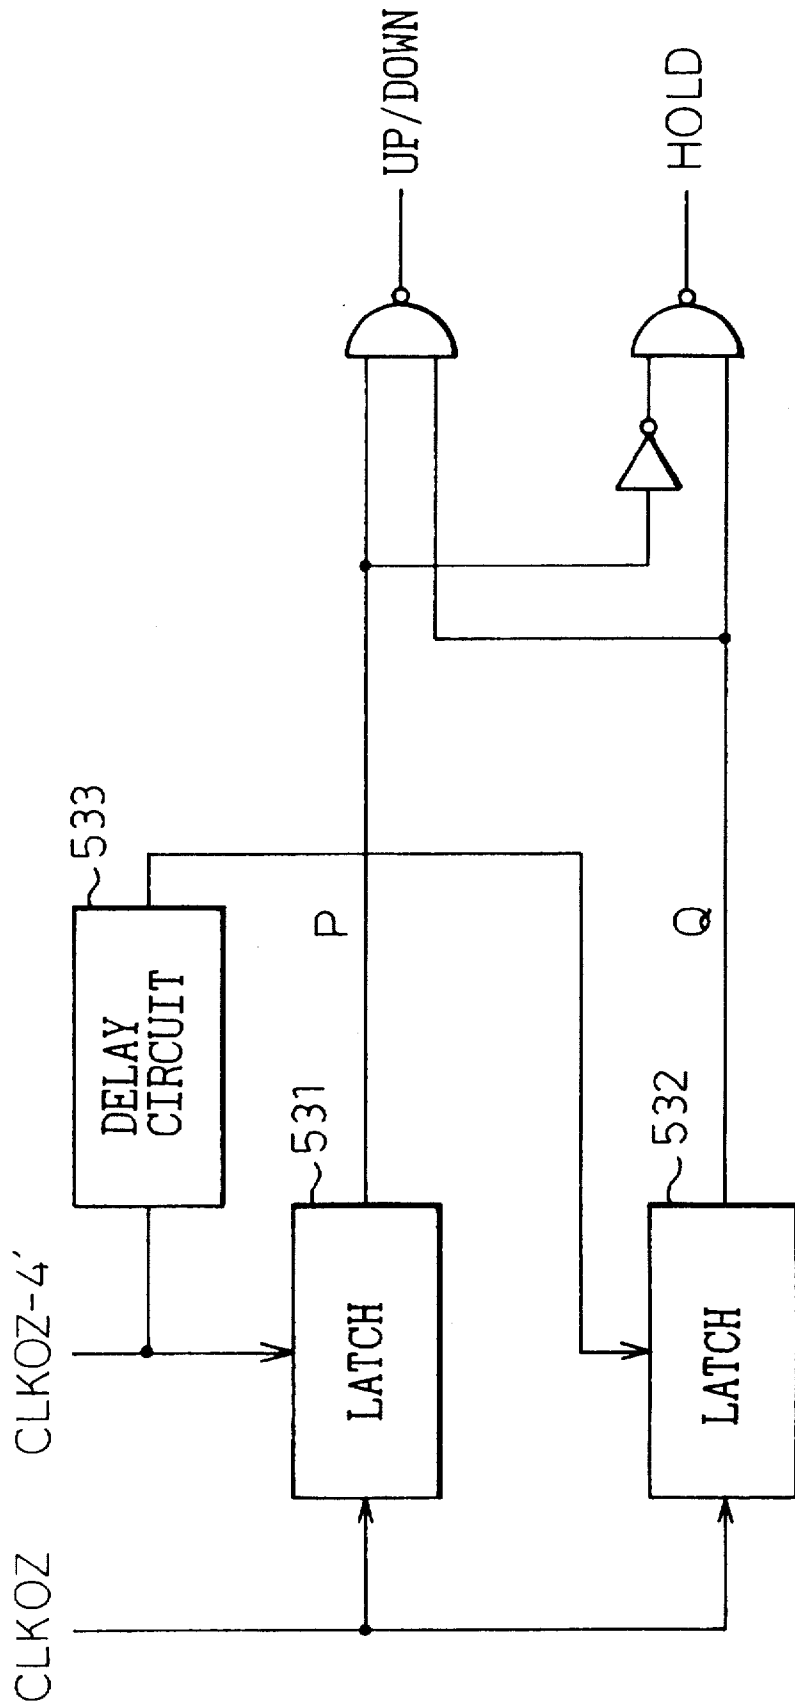 CLKOZ
CLKOZ-4′
DELAY
CIRCUIT
533
LATCH
531
P
UP/DOWN
LATCH
532
Q
HOLD